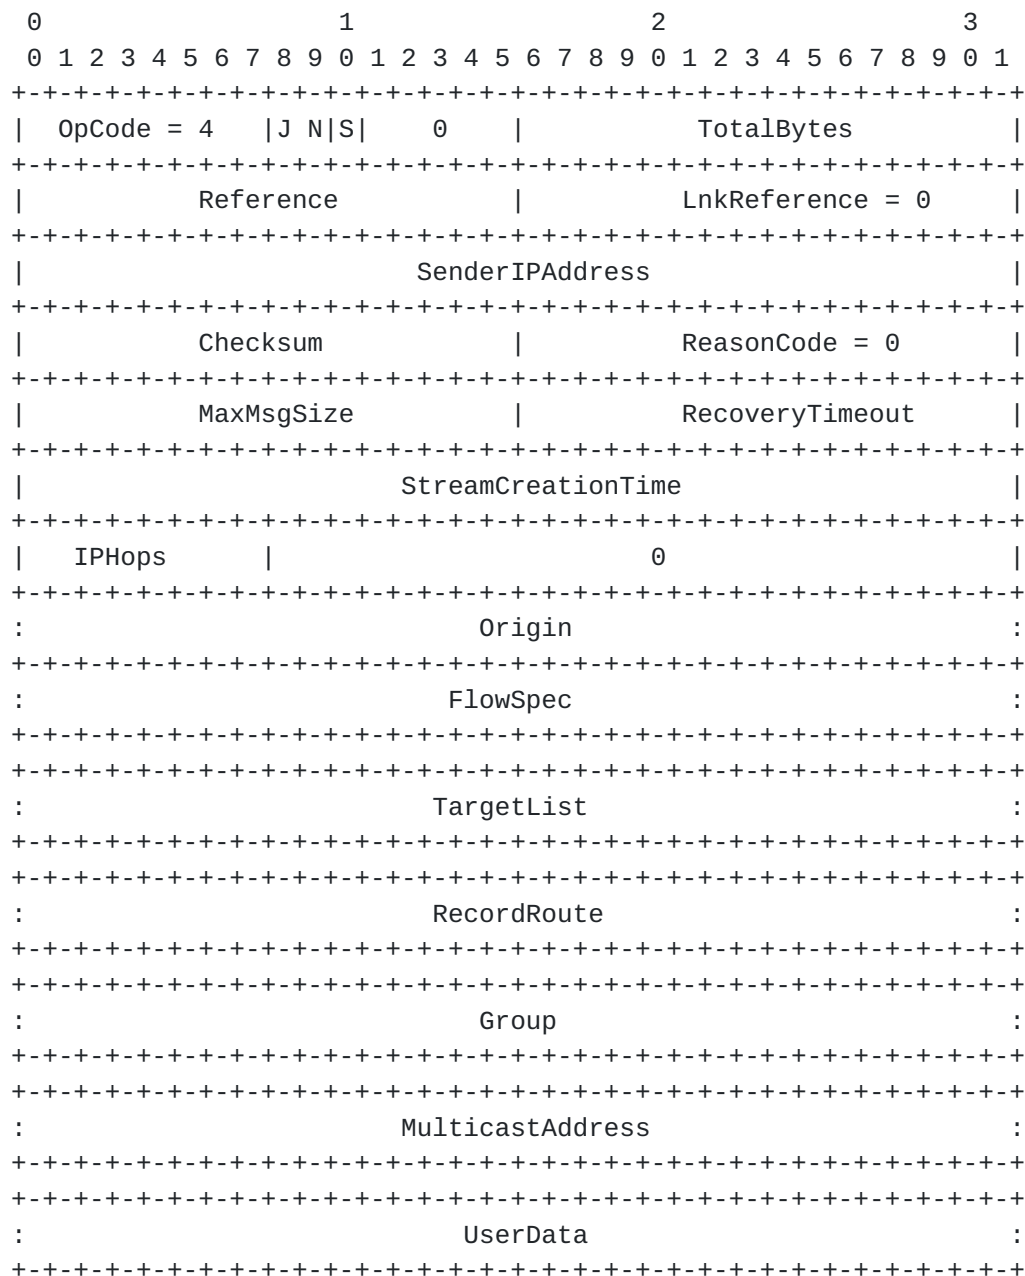 0                   1                   2                   3
 0 1 2 3 4 5 6 7 8 9 0 1 2 3 4 5 6 7 8 9 0 1 2 3 4 5 6 7 8 9 0 1
+-+-+-+-+-+-+-+-+-+-+-+-+-+-+-+-+-+-+-+-+-+-+-+-+-+-+-+-+-+-+-+-+
|  OpCode = 4   |J N|S|    0    |           TotalBytes          |
+-+-+-+-+-+-+-+-+-+-+-+-+-+-+-+-+-+-+-+-+-+-+-+-+-+-+-+-+-+-+-+-+
|           Reference           |          LnkReference = 0     |
+-+-+-+-+-+-+-+-+-+-+-+-+-+-+-+-+-+-+-+-+-+-+-+-+-+-+-+-+-+-+-+-+
|                         SenderIPAddress                       |
+-+-+-+-+-+-+-+-+-+-+-+-+-+-+-+-+-+-+-+-+-+-+-+-+-+-+-+-+-+-+-+-+
|           Checksum            |          ReasonCode = 0       |
+-+-+-+-+-+-+-+-+-+-+-+-+-+-+-+-+-+-+-+-+-+-+-+-+-+-+-+-+-+-+-+-+
|           MaxMsgSize          |          RecoveryTimeout      |
+-+-+-+-+-+-+-+-+-+-+-+-+-+-+-+-+-+-+-+-+-+-+-+-+-+-+-+-+-+-+-+-+
|                        StreamCreationTime                     |
+-+-+-+-+-+-+-+-+-+-+-+-+-+-+-+-+-+-+-+-+-+-+-+-+-+-+-+-+-+-+-+-+
|   IPHops      |                        0                      |
+-+-+-+-+-+-+-+-+-+-+-+-+-+-+-+-+-+-+-+-+-+-+-+-+-+-+-+-+-+-+-+-+
:                             Origin                            :
+-+-+-+-+-+-+-+-+-+-+-+-+-+-+-+-+-+-+-+-+-+-+-+-+-+-+-+-+-+-+-+-+
:                           FlowSpec                            :
+-+-+-+-+-+-+-+-+-+-+-+-+-+-+-+-+-+-+-+-+-+-+-+-+-+-+-+-+-+-+-+-+
+-+-+-+-+-+-+-+-+-+-+-+-+-+-+-+-+-+-+-+-+-+-+-+-+-+-+-+-+-+-+-+-+
:                          TargetList                           :
+-+-+-+-+-+-+-+-+-+-+-+-+-+-+-+-+-+-+-+-+-+-+-+-+-+-+-+-+-+-+-+-+
+-+-+-+-+-+-+-+-+-+-+-+-+-+-+-+-+-+-+-+-+-+-+-+-+-+-+-+-+-+-+-+-+
:                          RecordRoute                          :
+-+-+-+-+-+-+-+-+-+-+-+-+-+-+-+-+-+-+-+-+-+-+-+-+-+-+-+-+-+-+-+-+
+-+-+-+-+-+-+-+-+-+-+-+-+-+-+-+-+-+-+-+-+-+-+-+-+-+-+-+-+-+-+-+-+
:                             Group                             :
+-+-+-+-+-+-+-+-+-+-+-+-+-+-+-+-+-+-+-+-+-+-+-+-+-+-+-+-+-+-+-+-+
+-+-+-+-+-+-+-+-+-+-+-+-+-+-+-+-+-+-+-+-+-+-+-+-+-+-+-+-+-+-+-+-+
:                        MulticastAddress                       :
+-+-+-+-+-+-+-+-+-+-+-+-+-+-+-+-+-+-+-+-+-+-+-+-+-+-+-+-+-+-+-+-+
+-+-+-+-+-+-+-+-+-+-+-+-+-+-+-+-+-+-+-+-+-+-+-+-+-+-+-+-+-+-+-+-+
:                            UserData                           :
+-+-+-+-+-+-+-+-+-+-+-+-+-+-+-+-+-+-+-+-+-+-+-+-+-+-+-+-+-+-+-+-+